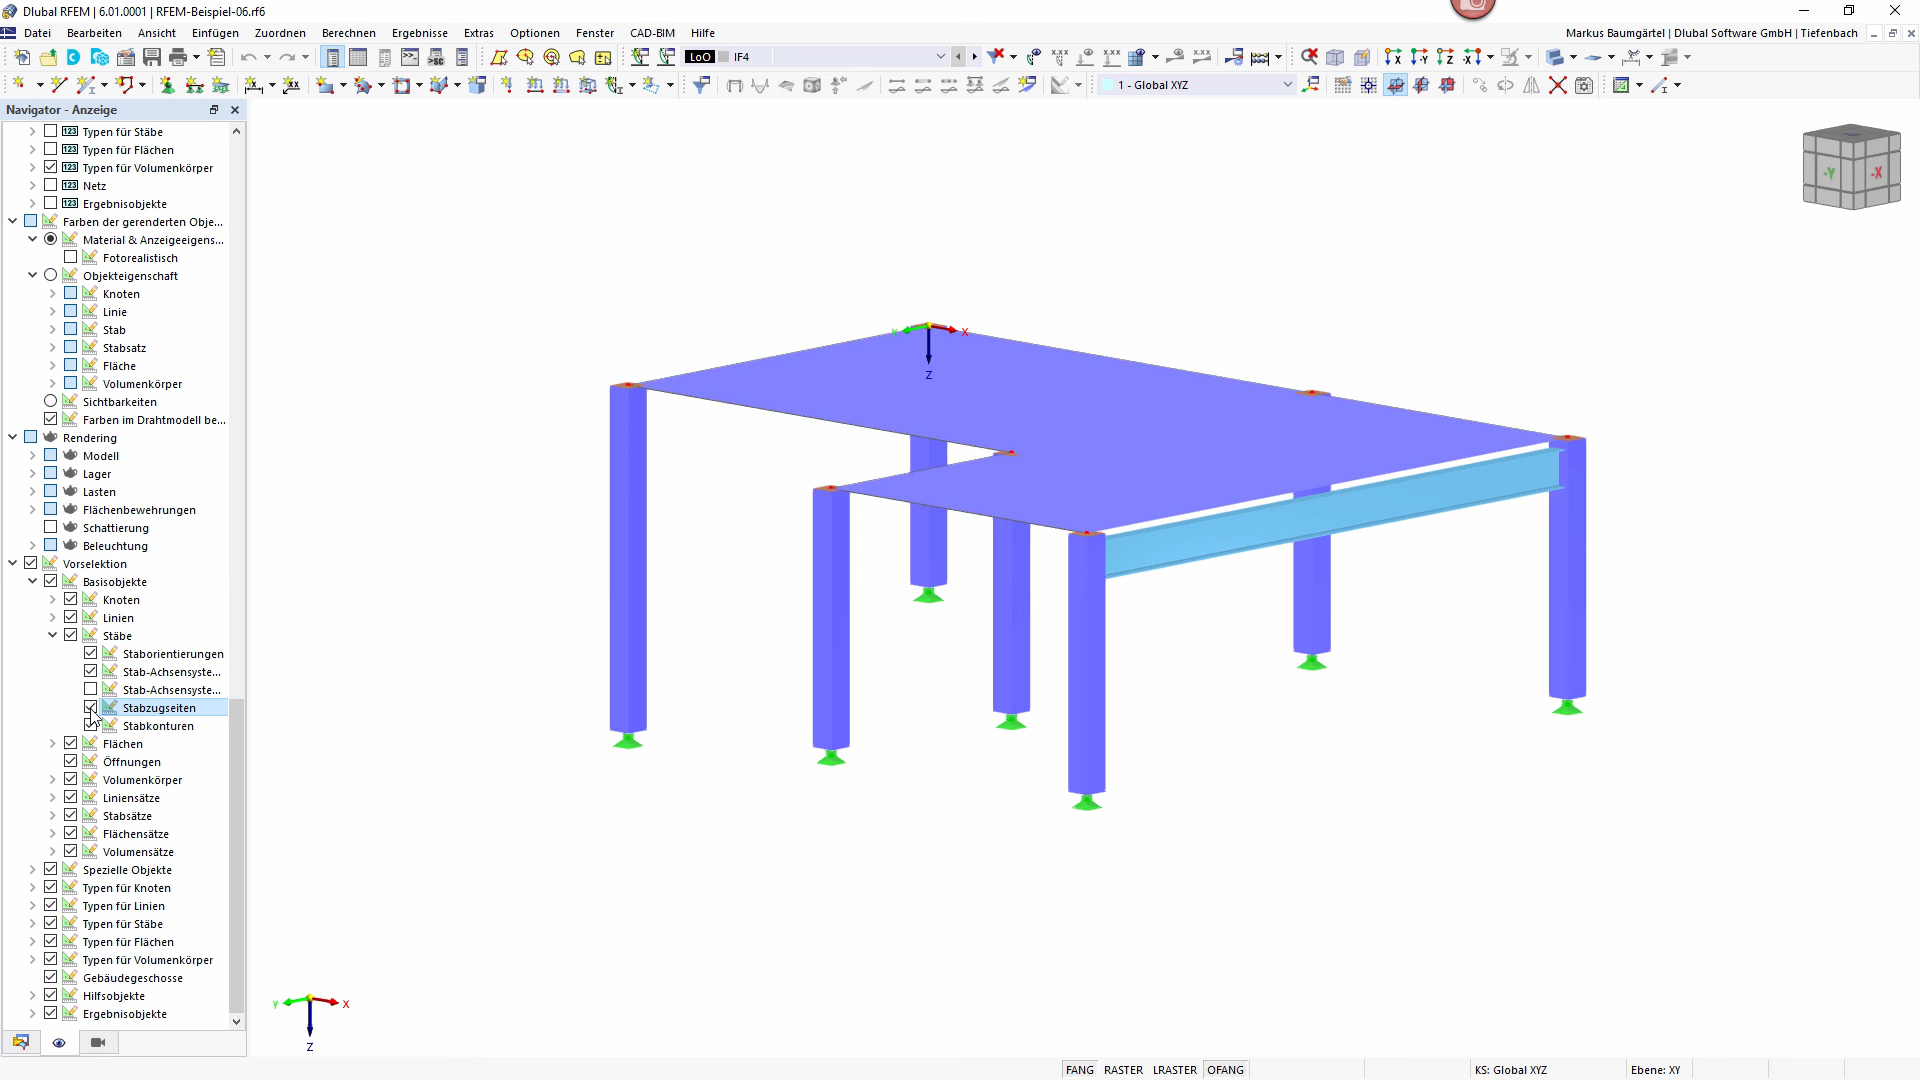 Dlubal RFEM | 6.01.0001 | RFEM-Beispiel-06.rf6
Datei Bearbeiten Ansicht Einfügen Zuordnen Berechnen Ergebnisse Extras Optionen Fenster CAD-BIM Hilfe
Markus Baumgärtel | Dlubal Software GmbH | Tiefenbach
LoO IF4
1 - Global XYZ
Navigator - Anzeige
Typen für Stäbe
Typen für Flächen
Typen für Volumenkörper
Netz
Ergebnisobjekte
Farben der gerenderten Obje...
Material & Anzeigeeigens...
Fotorealistisch
Objekteigenschaft
Knoten
Linie
Stab
Stabsatz
Fläche
Volumenkörper
Sichtbarkeiten
Farben im Drahtmodell be...
Rendering
Modell
Lager
Lasten
Flächenbewehrungen
Schattierung
Beleuchtung
Vorselektion
Basisobjekte
Knoten
Linien
Stäbe
Staborientierungen
Stab-Achsensyste...
Stab-Achsensyste...
Stabzugseiten
Stabkonturen
Flächen
Öffnungen
Volumenkörper
Liniensätze
Stabsätze
Flächensätze
Volumensätze
Spezielle Objekte
Typen für Knoten
Typen für Linien
Typen für Stäbe
Typen für Flächen
Typen für Volumenkörper
Gebäudegeschosse
Hilfsobjekte
Ergebnisobjekte
-Y -X
Y X
Z
Y X
Z
FANG RASTER LRASTER OFANG
KS: Global XYZ
Ebene: XY